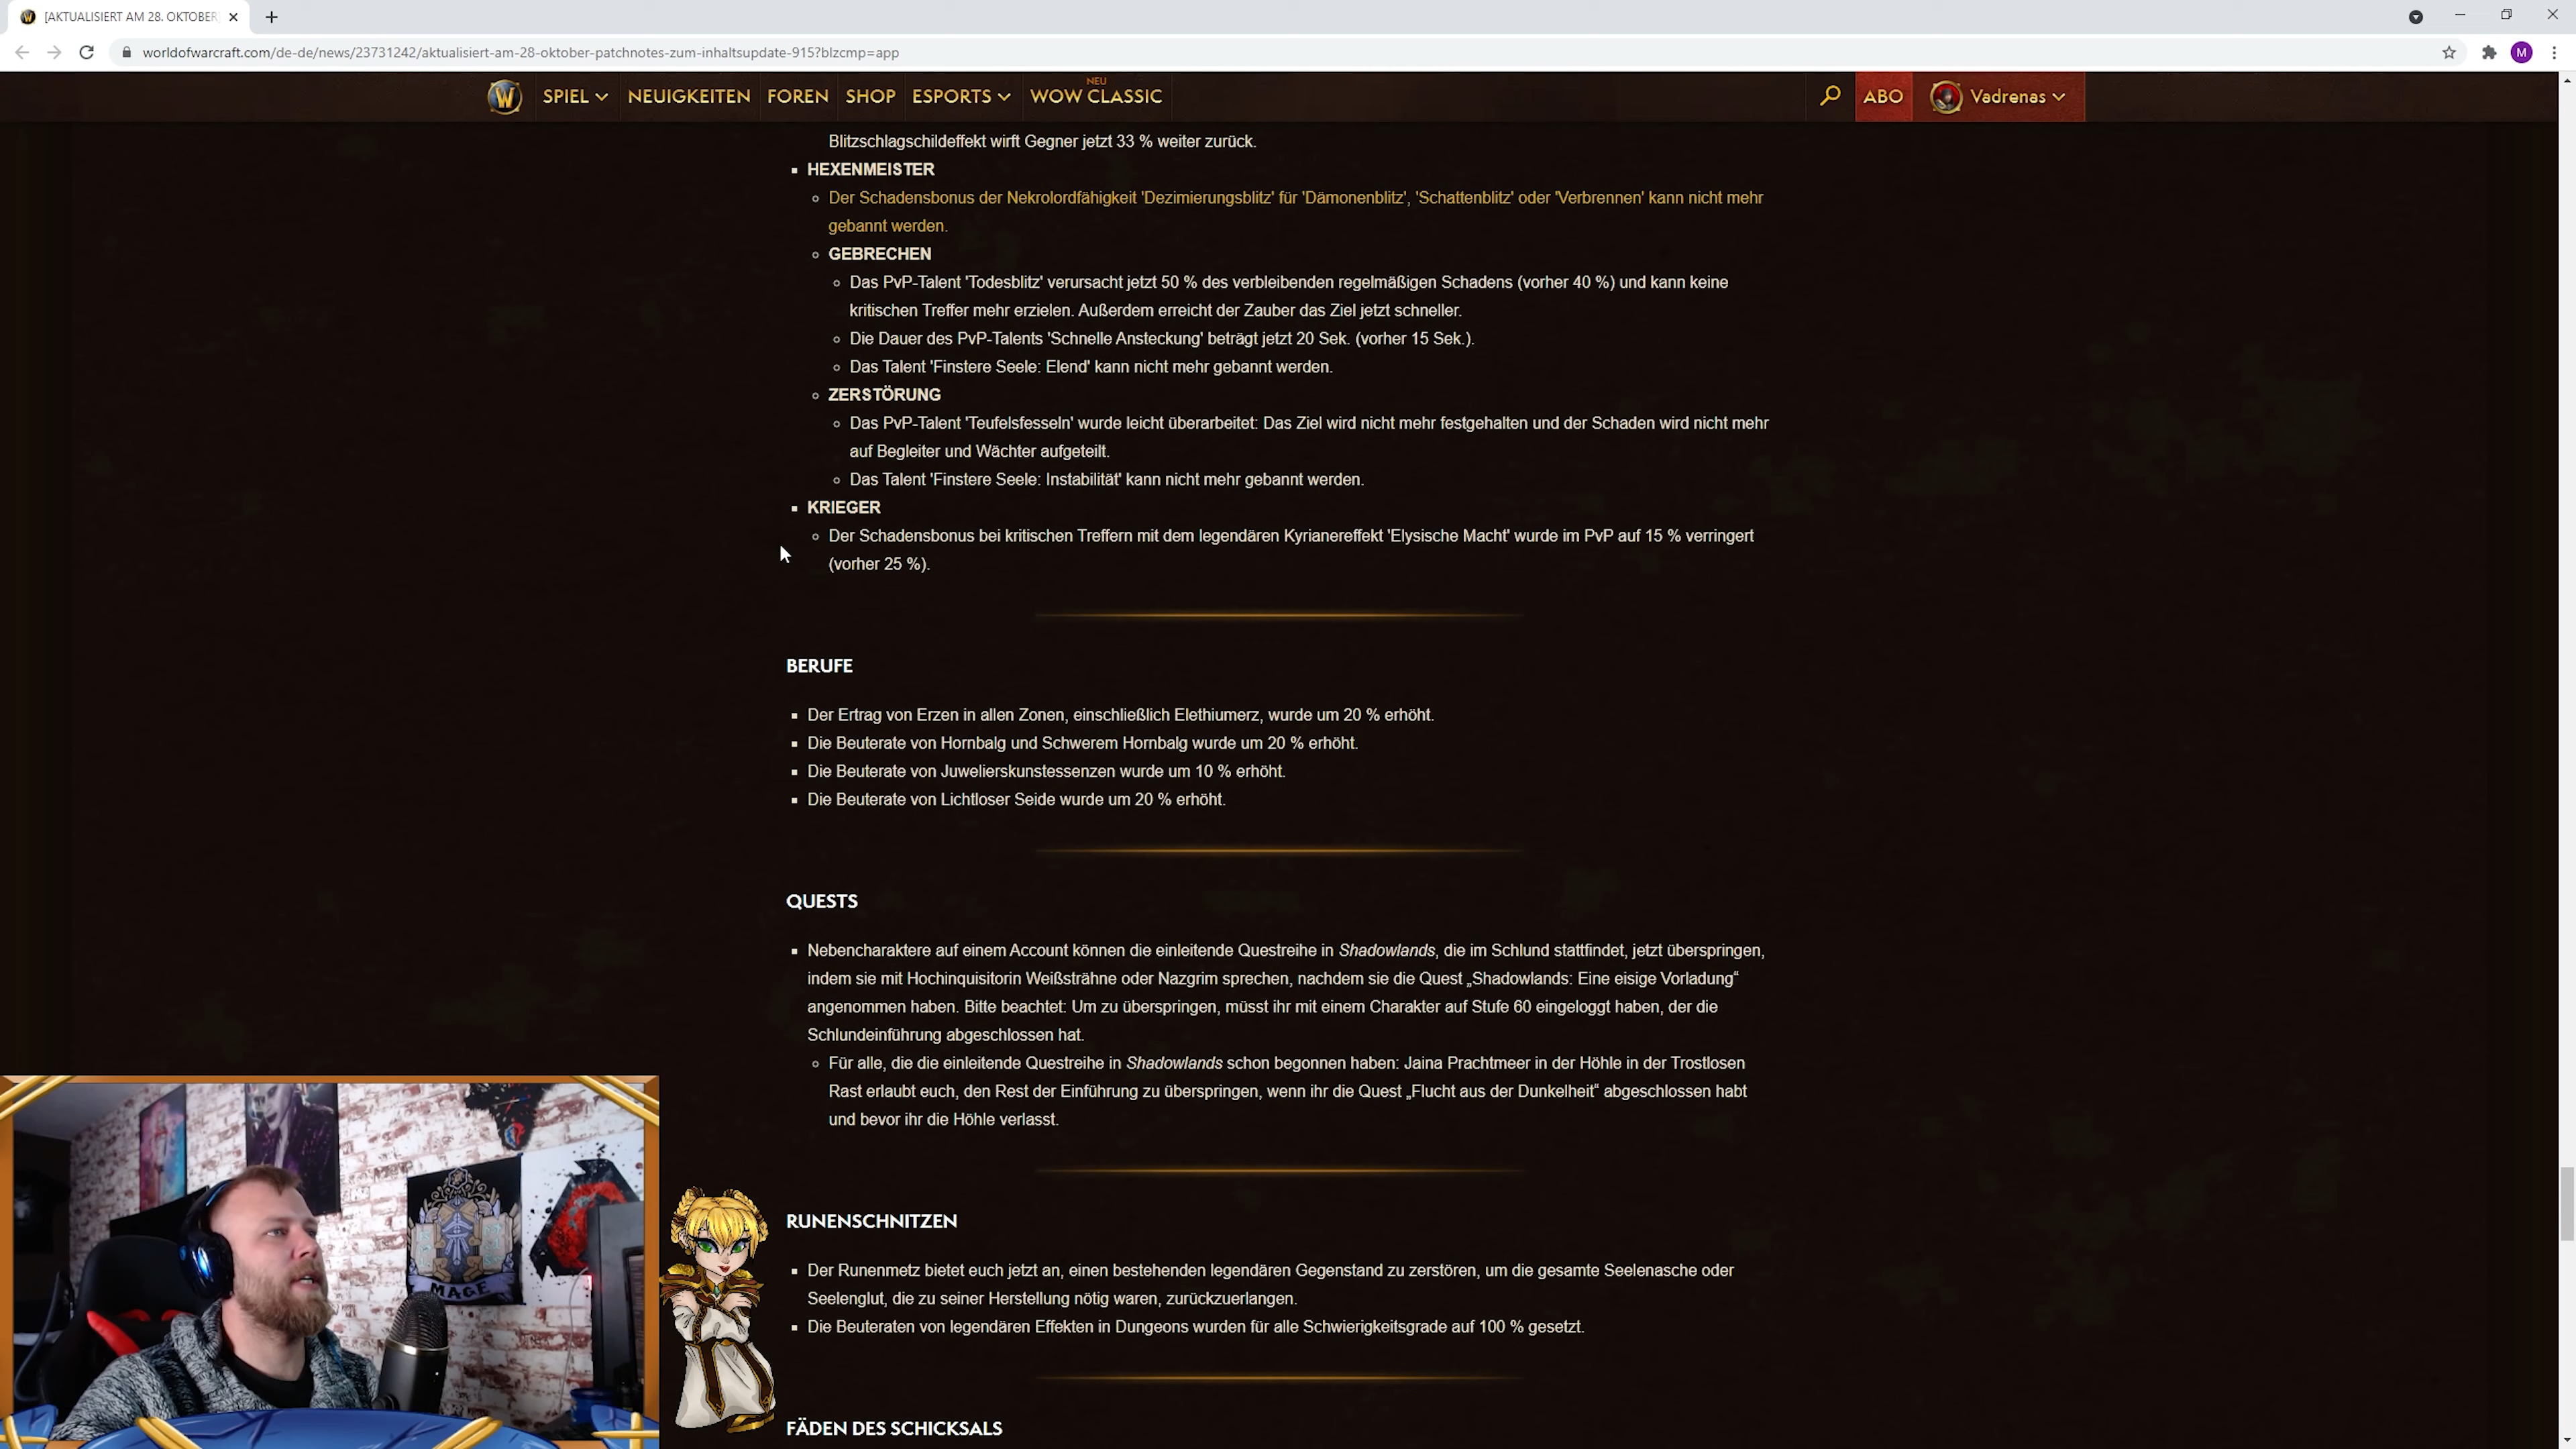 [AKTUALISIERT AM 28. OKTOBER]
worldofwarcraft.com/de-de/news/23731242/aktualisiert-am-28-oktober-patchnotes-zum-inhaltsupdate-915?blzcmp=app
M
W
SPIEL
NEUIGKEITEN
FOREN
SHOP
ESPORTS
NEU
WOW CLASSIC
ABO
Vadrenas
Blitzschlagschildeffekt wirft Gegner jetzt 33 % weiter zurück.
HEXENMEISTER
Der Schadensbonus der Nekrolordfähigkeit 'Dezimierungsblitz' für 'Dämonenblitz', 'Schattenblitz' oder 'Verbrennen' kann nicht mehr
gebannt werden.
GEBRECHEN
Das PvP-Talent 'Todesblitz' verursacht jetzt 50 % des verbleibenden regelmäßigen Schadens (vorher 40 %) und kann keine
kritischen Treffer mehr erzielen. Außerdem erreicht der Zauber das Ziel jetzt schneller.
Die Dauer des PvP-Talents 'Schnelle Ansteckung' beträgt jetzt 20 Sek. (vorher 15 Sek.).
Das Talent 'Finstere Seele: Elend' kann nicht mehr gebannt werden.
ZERSTÖRUNG
Das PvP-Talent 'Teufelsfesseln' wurde leicht überarbeitet: Das Ziel wird nicht mehr festgehalten und der Schaden wird nicht mehr
auf Begleiter und Wächter aufgeteilt.
Das Talent 'Finstere Seele: Instabilität' kann nicht mehr gebannt werden.
KRIEGER
Der Schadensbonus bei kritischen Treffern mit dem legendären Kyrianereffekt 'Elysische Macht' wurde im PvP auf 15 % verringert
(vorher 25 %).
BERUFE
Der Ertrag von Erzen in allen Zonen, einschließlich Elethiumerz, wurde um 20 % erhöht.
Die Beuterate von Hornbalg und Schwerem Hornbalg wurde um 20 % erhöht.
Die Beuterate von Juwelierskunstessenzen wurde um 10 % erhöht.
Die Beuterate von Lichtloser Seide wurde um 20 % erhöht.
QUESTS
Nebencharaktere auf einem Account können die einleitende Questreihe in Shadowlands, die im Schlund stattfindet, jetzt überspringen,
indem sie mit Hochinquisitorin Weißsträhne oder Nazgrim sprechen, nachdem sie die Quest „Shadowlands: Eine eisige Vorladung“
angenommen haben. Bitte beachtet: Um zu überspringen, müsst ihr mit einem Charakter auf Stufe 60 eingeloggt haben, der die
Schlundeinführung abgeschlossen hat.
Für alle, die die einleitende Questreihe in Shadowlands schon begonnen haben: Jaina Prachtmeer in der Höhle in der Trostlosen
Rast erlaubt euch, den Rest der Einführung zu überspringen, wenn ihr die Quest „Flucht aus der Dunkelheit“ abgeschlossen habt
und bevor ihr die Höhle verlasst.
RUNENSCHNITZEN
Der Runenmetz bietet euch jetzt an, einen bestehenden legendären Gegenstand zu zerstören, um die gesamte Seelenasche oder
Seelenglut, die zu seiner Herstellung nötig waren, zurückzuerlangen.
Die Beuteraten von legendären Effekten in Dungeons wurden für alle Schwierigkeitsgrade auf 100 % gesetzt.
MAGE
FÄDEN DES SCHICKSALS